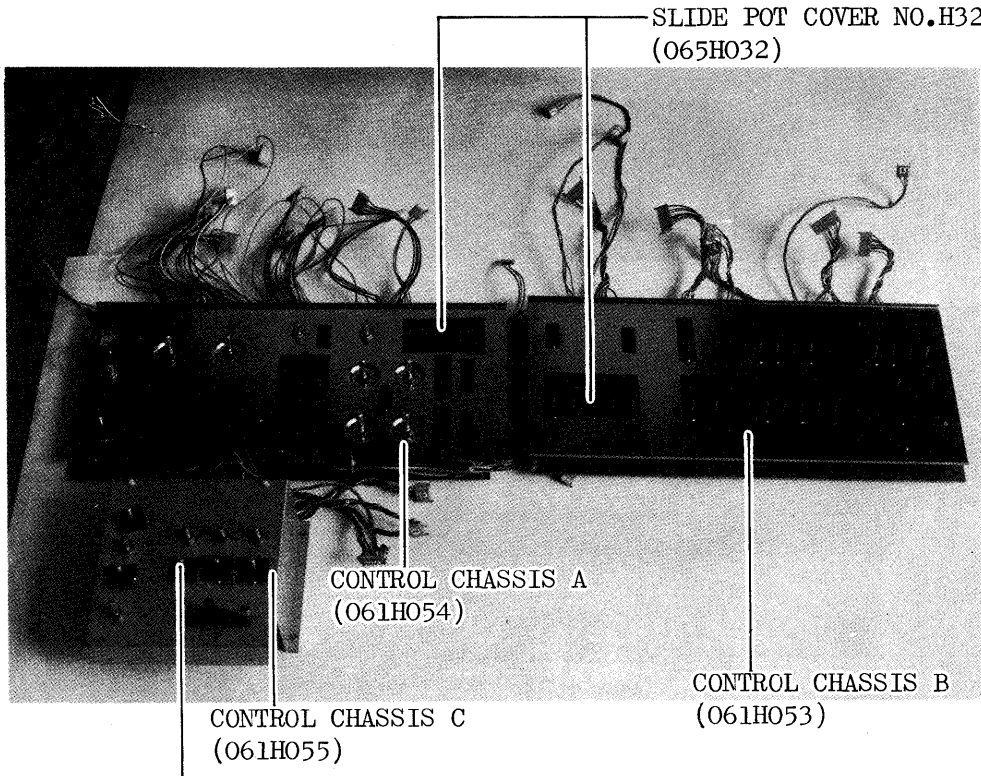 SLIDE POT COVER NO.H32
(065H032)
CONTROL CHASSIS A
(061H054)
CONTROL CHASSIS B
(061H053)
CONTROL CHASSIS C
(061H055)